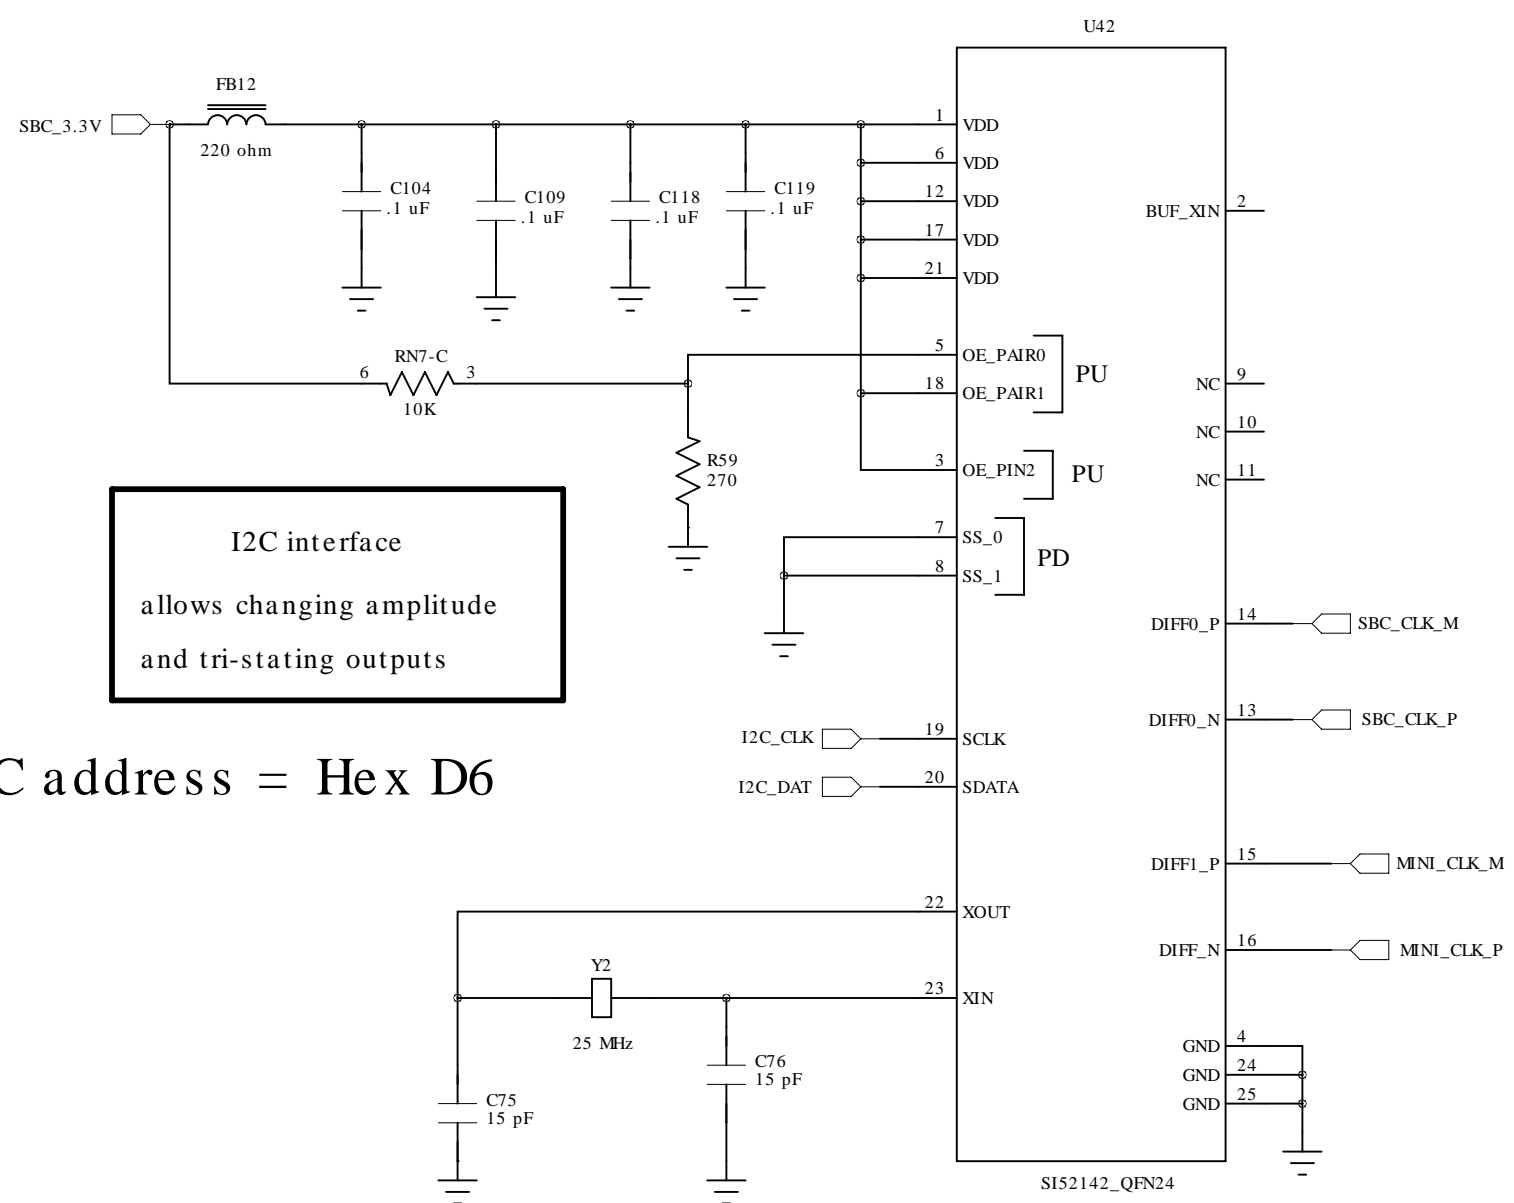 U42
FB12
SBC_3.3V
220 ohm
1 VDD
6 VDD
12 VDD
17 VDD
21 VDD
C104
.1 uF
C109
.1 uF
C118
.1 uF
C119
.1 uF
BUF_XIN 2
RN7-C
6 3
10K
5 OE_PAIR0
18 OE_PAIR1
PU
NC 9
NC 10
NC 11
R59
270
3 OE_PIN2
PU
I2C interface
allows changing amplitude
and tri-stating outputs
7 SS_0
8 SS_1
PD
DIFF0_P 14 SBC_CLK_M
DIFF0_N 13 SBC_CLK_P
I2C_CLK 19 SCLK
I2C_DAT 20 SDATA
C address = Hex D6
DIFF1_P 15 MINI_CLK_M
DIFF_N 16 MINI_CLK_P
22 XOUT
Y2
23 XIN
25 MHz
C76
15 pF
C75
15 pF
GND 4
GND 24
GND 25
SI52142_QFN24